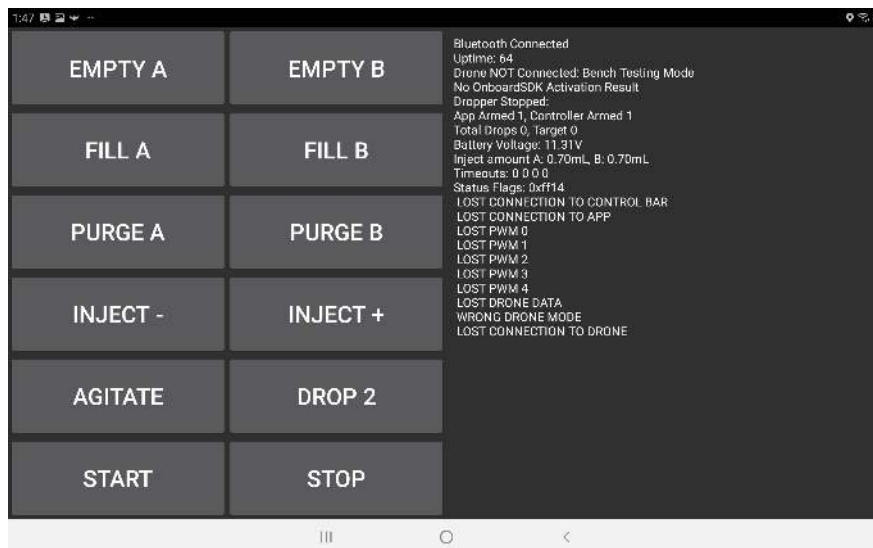 1:47
EMPTY A
EMPTY B
FILL A
FILL B
PURGE A
PURGE B
INJECT -
INJECT +
AGITATE
DROP 2
START
STOP
Bluetooth Connected
Uptime: 64
Drone NOT Connected: Bench Testing Mode
No OnboardSDK Activation Result
Dropper Stopped:
App Armed 1, Controller Armed 1
Total Drops 0, Target 0
Battery Voltage: 11.31V
Inject amount A: 0.70mL, B: 0.70mL
Timeouts: 0 0 0 0
Status Flags: 0xff14
LOST CONNECTION TO CONTROL BAR
LOST CONNECTION TO APP
LOST PWM 0
LOST PWM 1
LOST PWM 2
LOST PWM 3
LOST PWM 4
LOST DRONE DATA
WRONG DRONE MODE
LOST CONNECTION TO DRONE